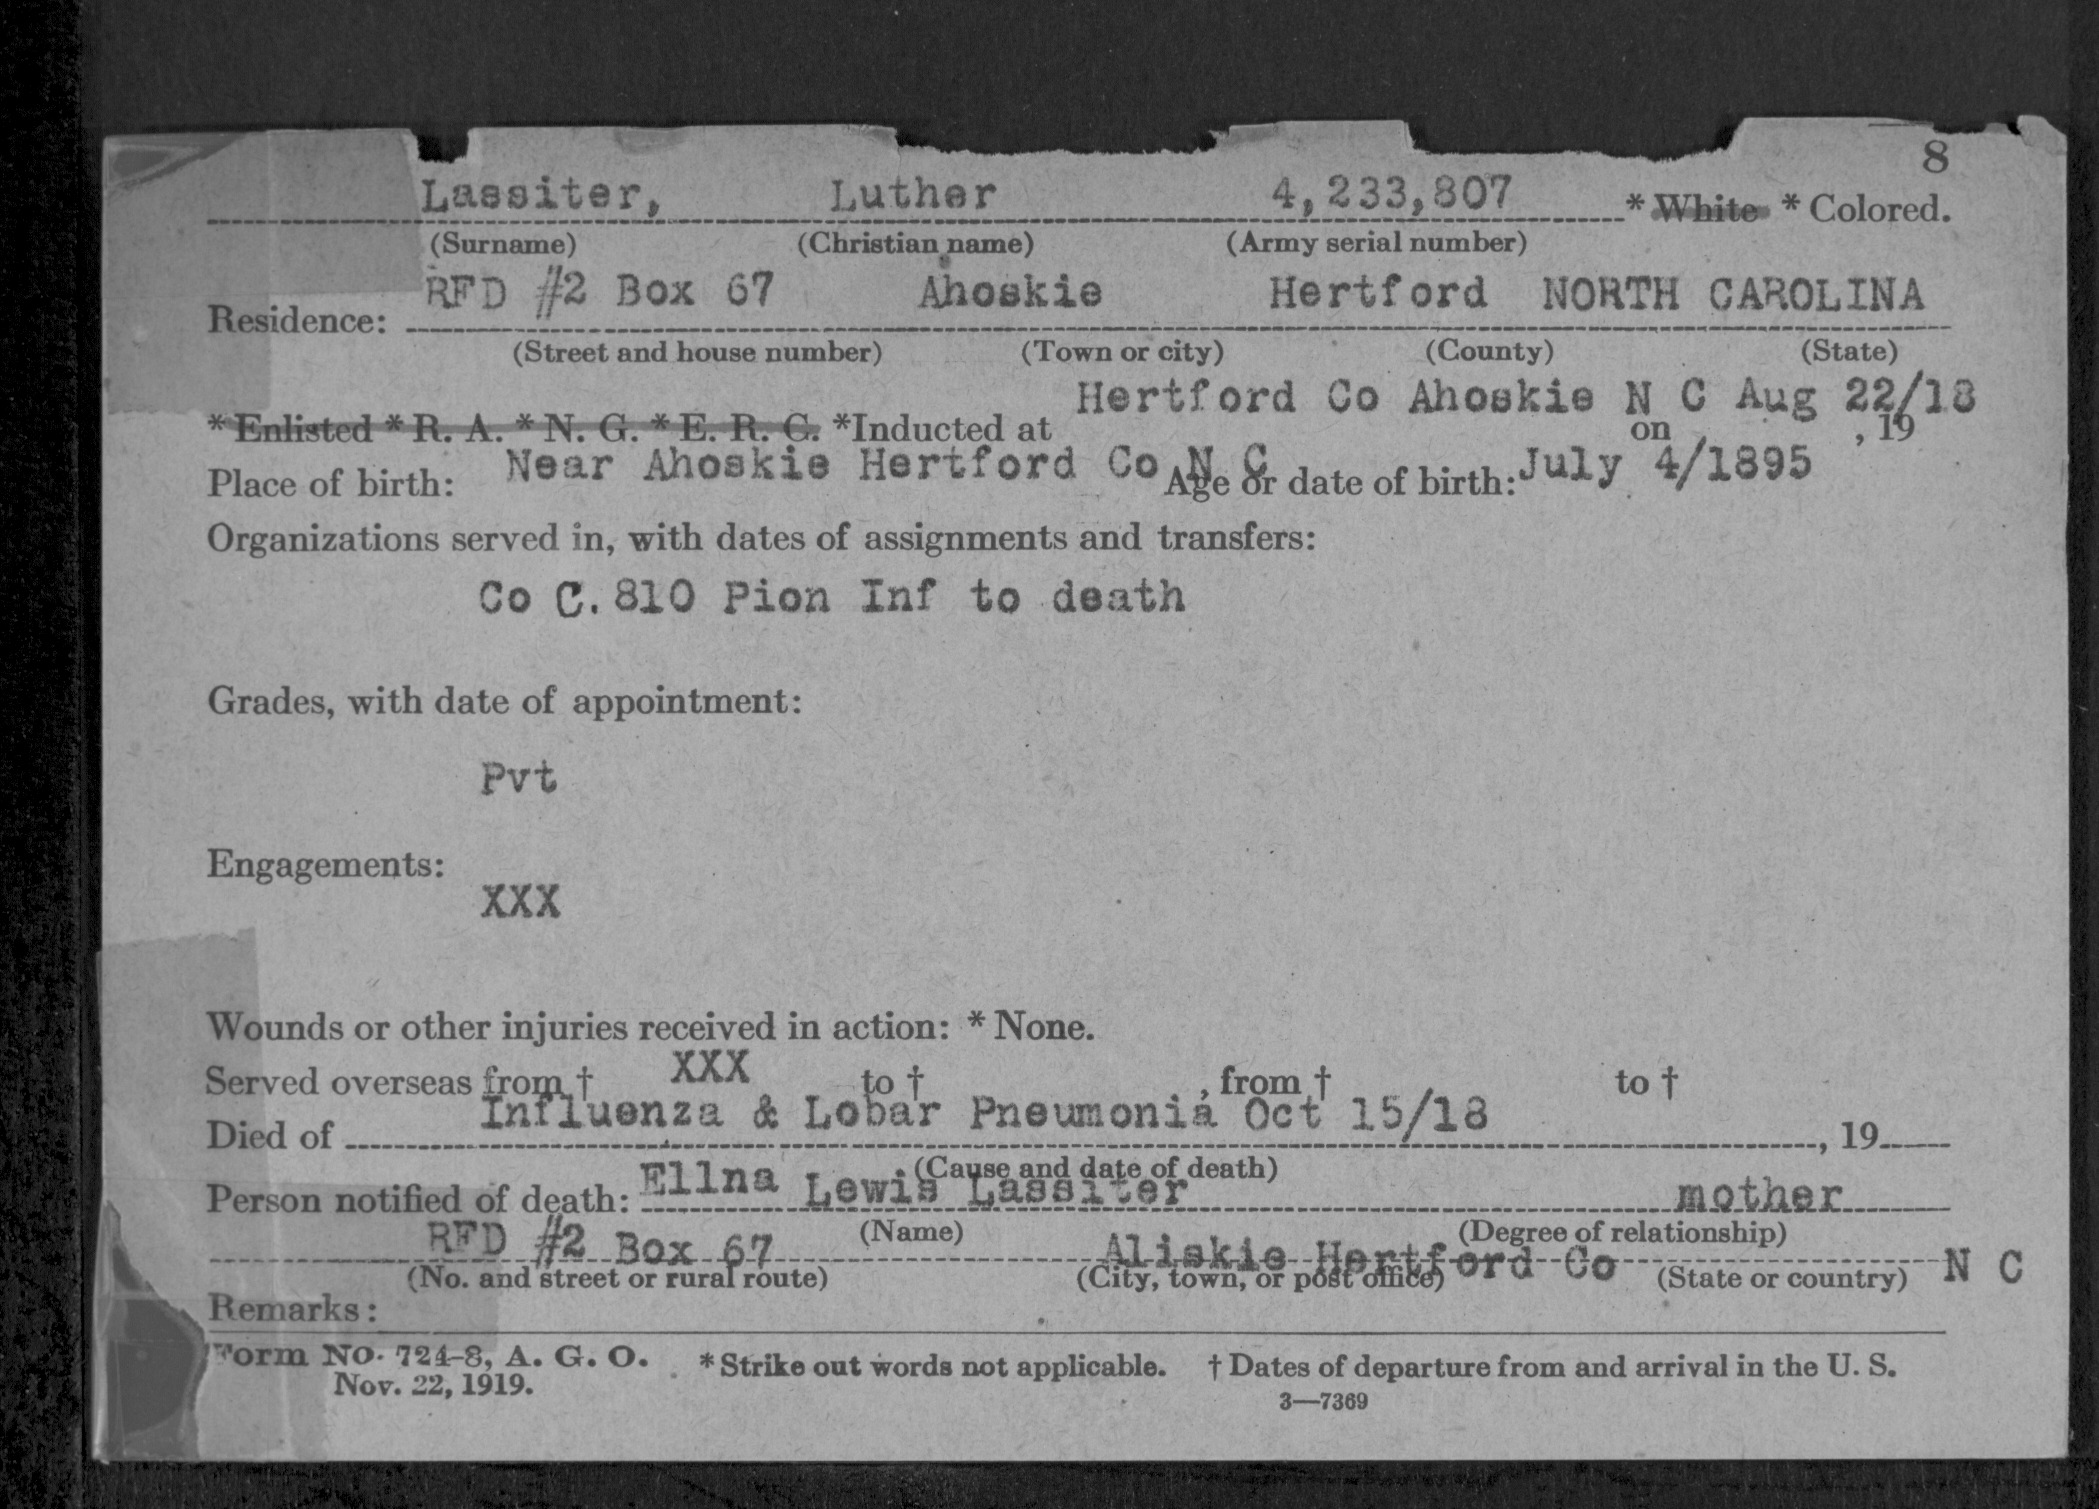 8
Lassiter, Luther 4,233,807 * White * Colored.
(Surname) (Christian name) (Army serial number)
Residence: RFD #2 Box 67 Ahoskie Hertford NORTH CAROLINA
(Street and house number) (Town or city) (County) (State)
* Enlisted * R. A. * N. G. * E. R. C. *Inducted at Hertford Co Ahoskie N C on Aug 22/18, 19
Place of birth: Near Ahoskie Hertford Co N C Age or date of birth: July 4/1895
Organizations served in, with dates of assignments and transfers:
Co C. 810 Pion Inf to death
Grades, with date of appointment:
Pvt
Engagements:
XXX
Wounds or other injuries received in action: * None.
Served overseas from † XXX to †, from † to †
Died of Influenza & Lobar Pneumonia Oct 15/18, 19
(Cause and date of death)
Person notified of death: Ellna Lewis Lassiter mother
(Name) (Degree of relationship)
RFD #2 Box 67 Aliskie Hertford Co N C
(No. and street or rural route) (City, town, or post office) (State or country)
Remarks:
Form No. 724-8, A. G. O. * Strike out words not applicable. † Dates of departure from and arrival in the U. S.
Nov. 22, 1919.
3—7369